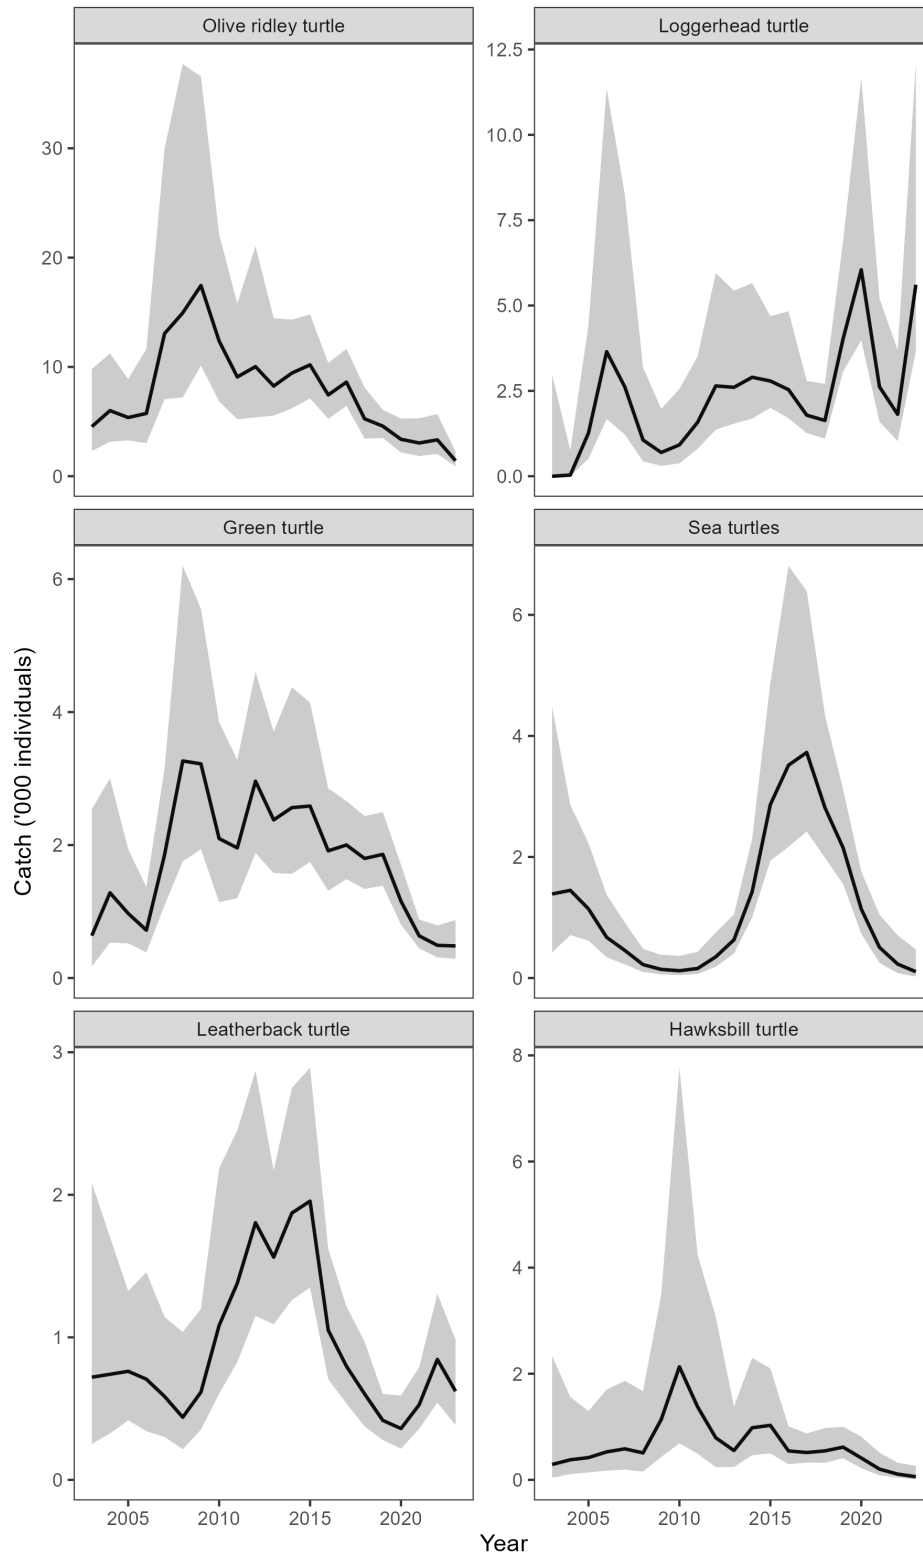 Olive ridley turtle
Loggerhead turtle
30
20
10
0
12.5
10.0
7.5
5.0
2.5
0.0
Green turtle
Sea turtles
6
4
2
0
6
4
2
0
Leatherback turtle
Hawksbill turtle
3
2
1
0
8
6
4
2
0
2005 2010 2015 2020
2005 2010 2015 2020
Catch ('000 individuals)
Year